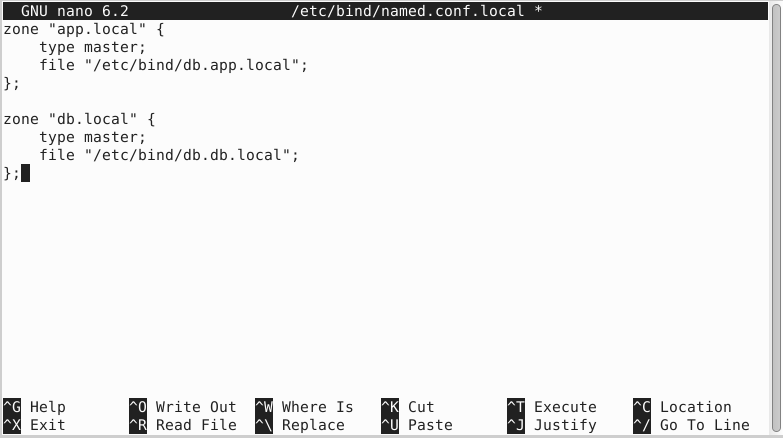 GNU nano 6.2 /etc/bind/named.conf.local *
zone "app.local" {
    type master;
    file "/etc/bind/db.app.local";
};

zone "db.local" {
    type master;
    file "/etc/bind/db.db.local";
};
^G Help ^O Write Out ^W Where Is ^K Cut ^T Execute ^C Location
^X Exit ^R Read File ^\ Replace ^U Paste ^J Justify ^/ Go To Line